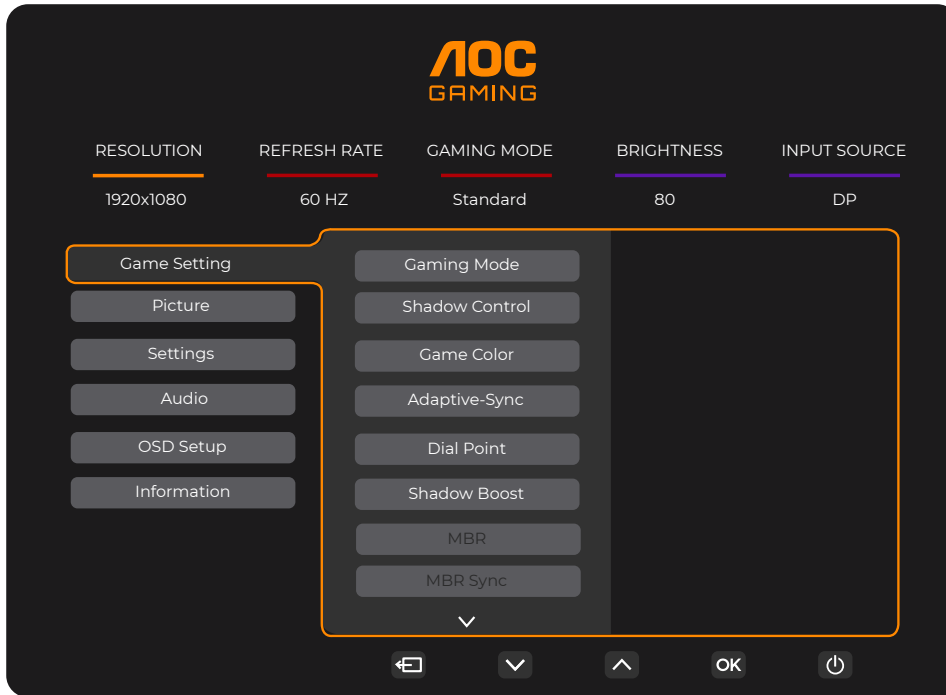 AOC
GAMING
RESOLUTION REFRESH RATE GAMING MODE BRIGHTNESS INPUT SOURCE
1920x1080 60 HZ Standard 80 DP
Game Setting
Picture
Settings
Audio
OSD Setup
Information
Gaming Mode
Shadow Control
Game Color
Adaptive-Sync
Dial Point
Shadow Boost
MBR
MBR Sync
OK